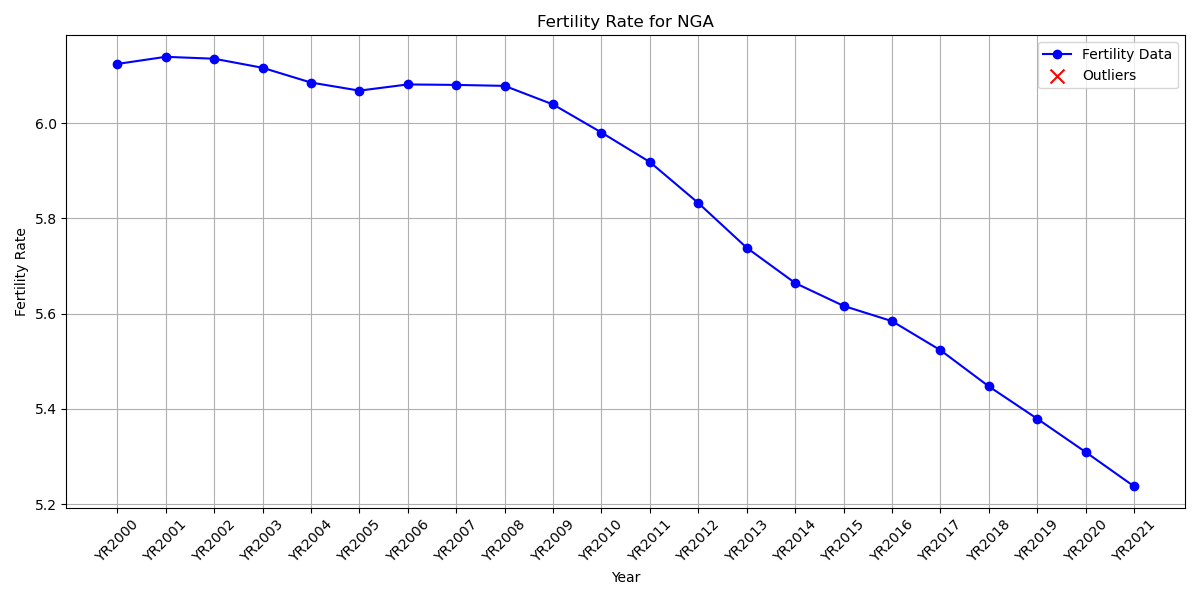 Fertility Rate for NGA
Fertility Data
Outliers
Fertility Rate
6.0
5.8
5.6
5.4
5.2
YR2000
YR2001
YR2002
YR2003
YR2004
YR2005
YR2006
YR2007
YR2008
YR2009
YR2010
YR2011
YR2012
YR2013
YR2014
YR2015
YR2016
YR2017
YR2018
YR2019
YR2020
YR2021
Year